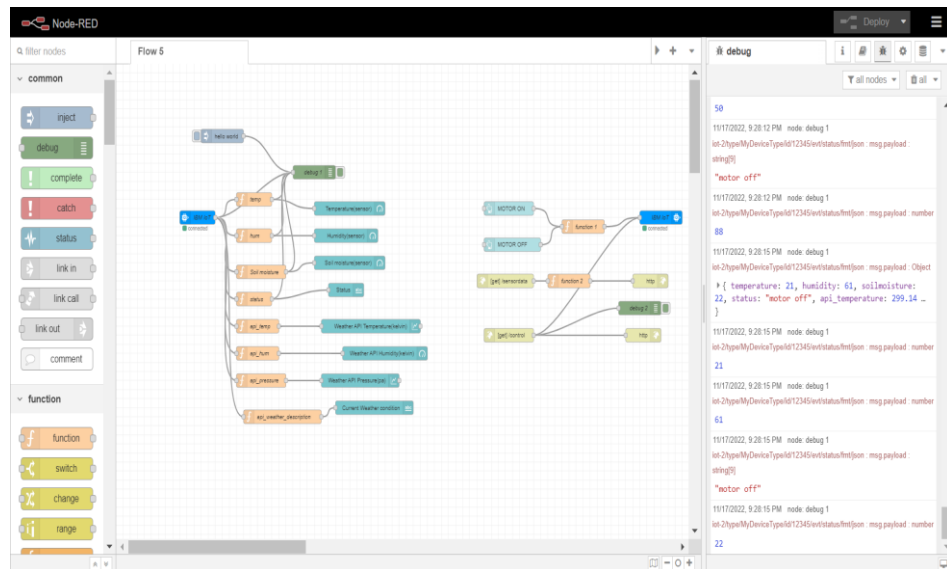 Node-RED
Deploy
filter nodes
Flow 5
debug
i
all nodes
all
common
inject
debug
complete
catch
status
link in
link call
link out
comment
function
function
switch
change
range
hello world
debug 1
temp
Temperature(sensor)
connected
hum
Humidity(sensor)
Soil moisture
Soil moisture(sensor)
status
Status
api_temp
Weather API Temperature(kelvin)
api_hum
Weather API Humidity(kelvin)
api_pressure
Weather API Pressure(pa)
api_weather_description
Current Weather condition
MOTOR ON
MOTOR OFF
function 1
connected
[get] /sensordata
function 2
http
debug 2
[get] /control
http
50
11/17/2022, 9:28:12 PM node: debug 1
iot-2/type/MyDeviceType/id/12345/evt/status/fmt/json : msg.payload :
string[9]
"motor off"
11/17/2022, 9:28:12 PM node: debug 1
iot-2/type/MyDeviceType/id/12345/evt/status/fmt/json : msg.payload : number
88
11/17/2022, 9:28:15 PM node: debug 1
iot-2/type/MyDeviceType/id/12345/evt/status/fmt/json : msg.payload : Object
{ temperature: 21, humidity: 61, soilmoisture:
22, status: "motor off", api_temperature: 299.14 …
}
11/17/2022, 9:28:15 PM node: debug 1
iot-2/type/MyDeviceType/id/12345/evt/status/fmt/json : msg.payload : number
21
11/17/2022, 9:28:15 PM node: debug 1
iot-2/type/MyDeviceType/id/12345/evt/status/fmt/json : msg.payload : number
61
11/17/2022, 9:28:15 PM node: debug 1
iot-2/type/MyDeviceType/id/12345/evt/status/fmt/json : msg.payload :
string[9]
"motor off"
11/17/2022, 9:28:15 PM node: debug 1
iot-2/type/MyDeviceType/id/12345/evt/status/fmt/json : msg.payload : number
22